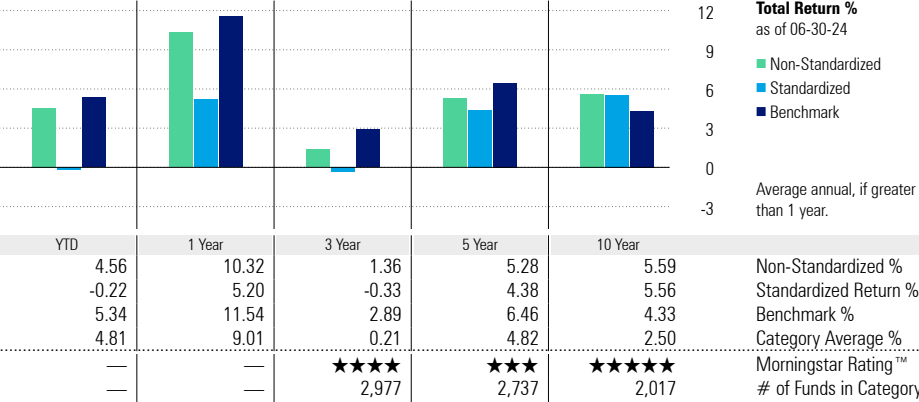 12
9
6
3
0
-3
Total Return %
as of 06-30-24
Non-Standardized
Standardized
Benchmark
Average annual, if greater
than 1 year.
YTD 1 Year 3 Year 5 Year 10 Year
4.56 10.32 1.36 5.28 5.59 Non-Standardized %
-0.22 5.20 -0.33 4.38 5.56 Standardized Return %
5.34 11.54 2.89 6.46 4.33 Benchmark %
4.81 9.01 0.21 4.82 2.50 Category Average %
— — ★★★★ ★★★ ★★★★★ Morningstar Rating™
— — 2,977 2,737 2,017 # of Funds in Category